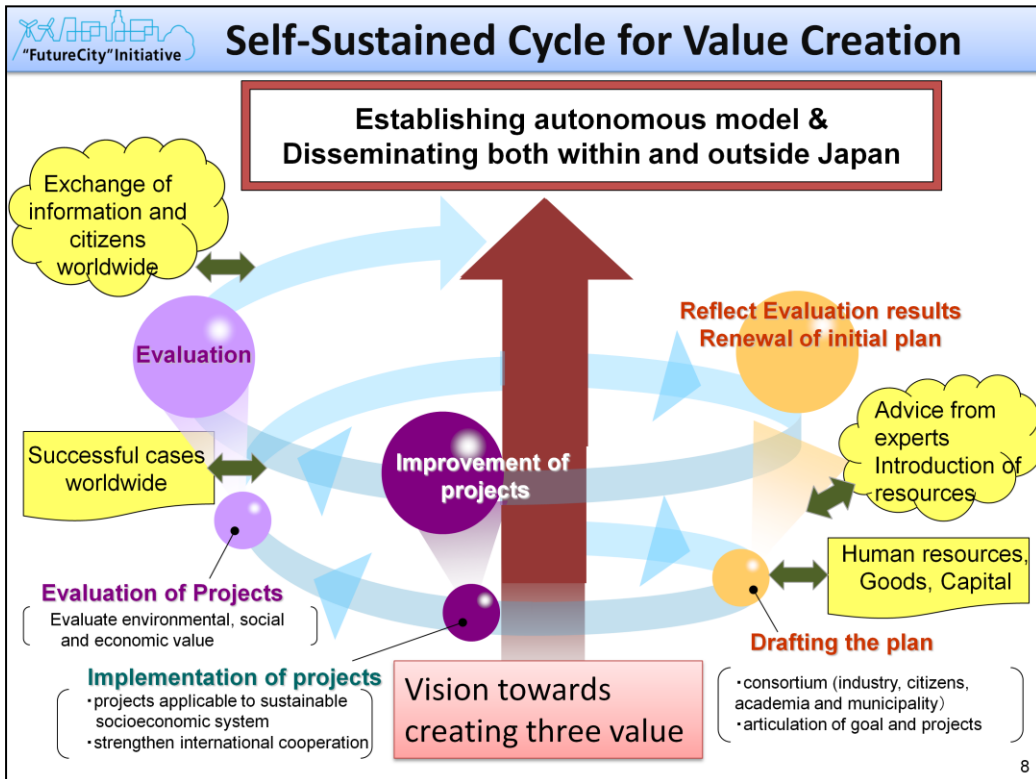 "FutureCity"Initiative
Self-Sustained Cycle for Value Creation
Establishing autonomous model &
Disseminating both within and outside Japan
Exchange of
information and
citizens
worldwide
Evaluation
Reflect Evaluation results
Renewal of initial plan
Successful cases
worldwide
Improvement of
projects
Advice from
experts
Introduction of
resources
Human resources,
Goods, Capital
Evaluation of Projects
Evaluate environmental, social
and economic value
Implementation of projects
・projects applicable to sustainable
socioeconomic system
・strengthen international cooperation
Vision towards
creating three value
Drafting the plan
・consortium (industry, citizens,
academia and municipality）
・articulation of goal and projects
8